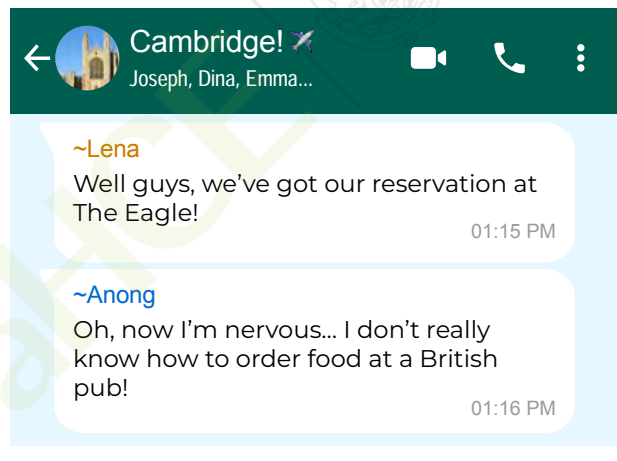 Cambridge!✈️
Joseph, Dina, Emma...
~Lena
Well guys, we’ve got our reservation at
The Eagle!
01:15 PM
~Anong
Oh, now I’m nervous... I don’t really
know how to order food at a British
pub!
01:16 PM